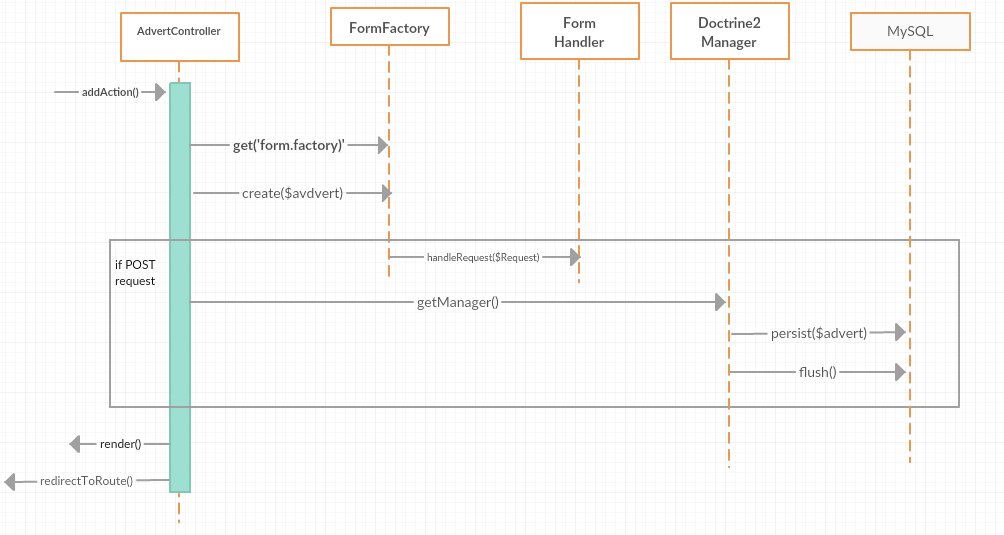 AdvertController
FormFactory
Form
Handler
Doctrine2
Manager
MySQL
addAction()
get('form.factory)'
create($avdvert)
if POST
request
handleRequest($Request)
getManager()
persist($advert)
flush()
render()
redirectToRoute()